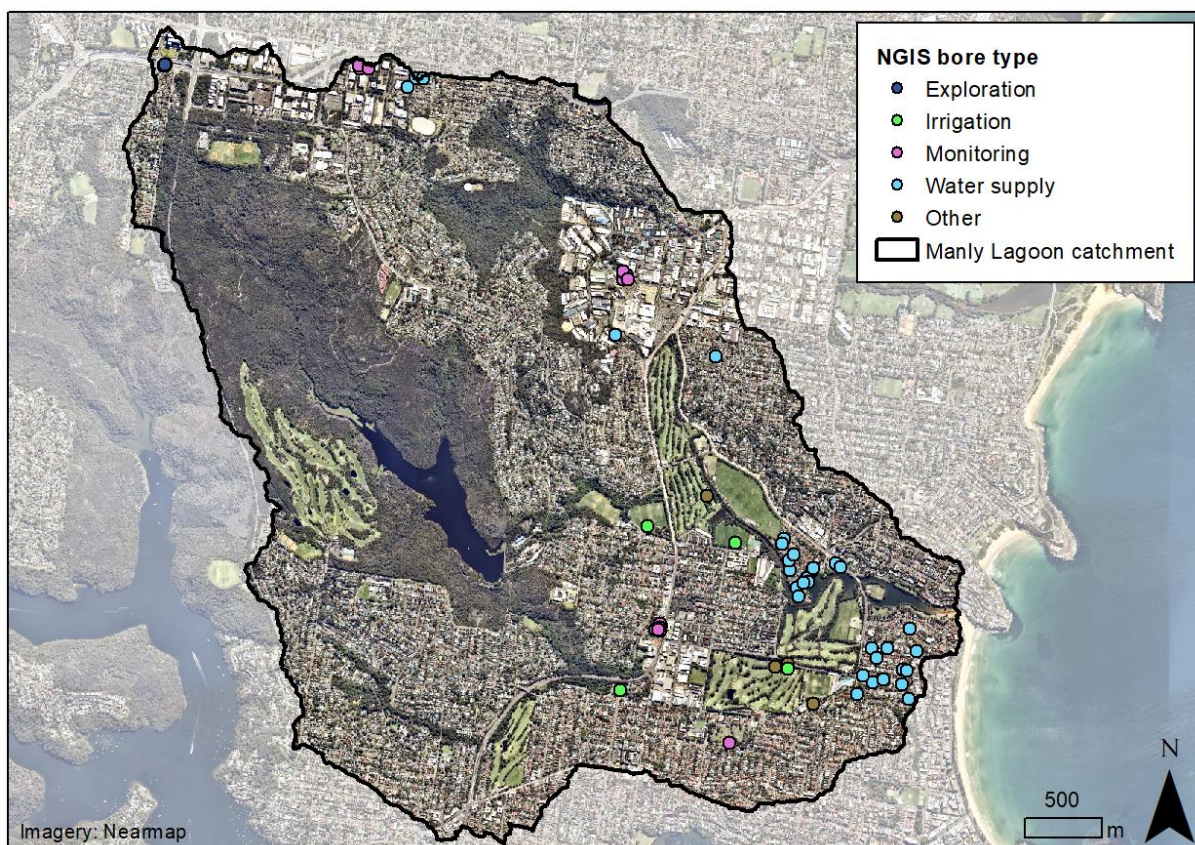 NGIS bore type
Exploration
Irrigation
Monitoring
Water supply
Other
Manly Lagoon catchment
N
500
m
Imagery: Nearmap